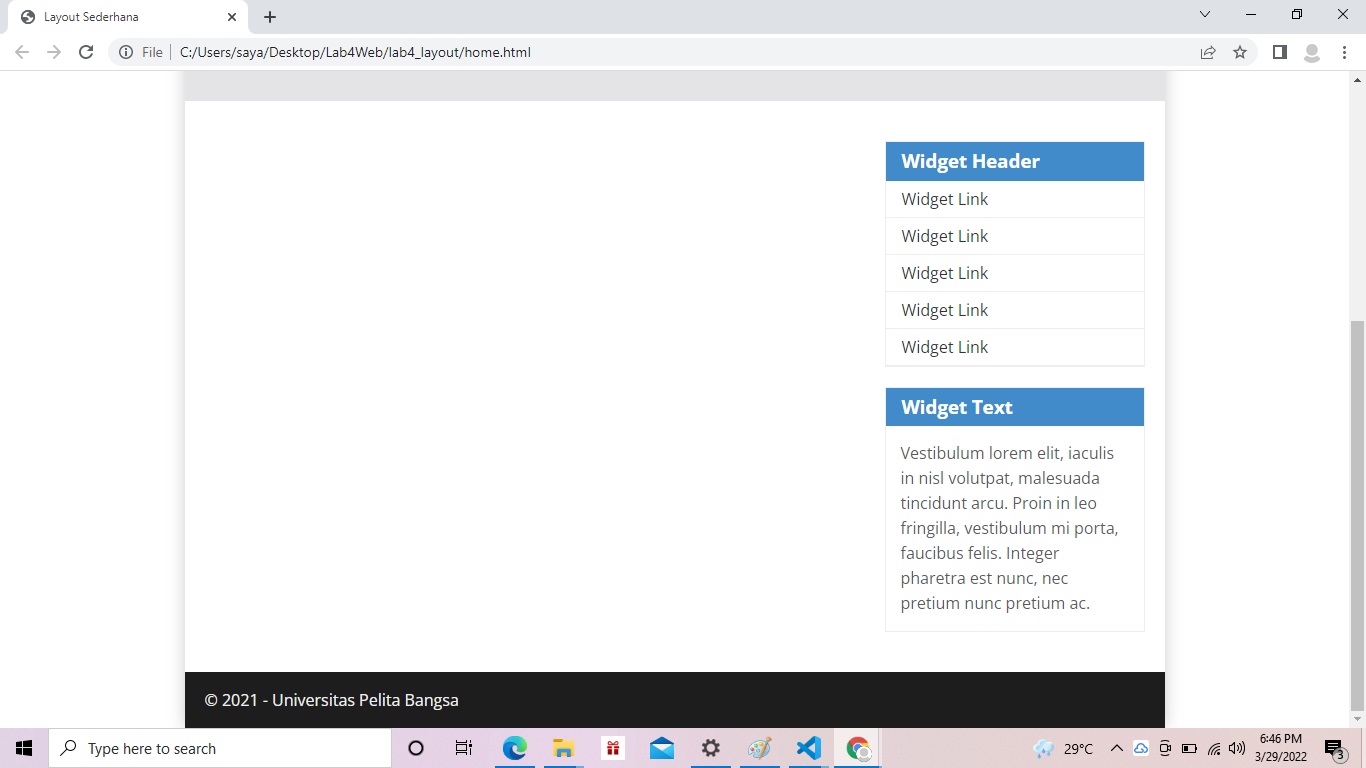 Layout Sederhana
File
C:/Users/saya/Desktop/Lab4Web/lab4_layout/home.html
Widget Header
Widget Link
Widget Link
Widget Link
Widget Link
Widget Link
Widget Text
Vestibulum lorem elit, iaculis
in nisl volutpat, malesuada
tincidunt arcu. Proin in leo
fringilla, vestibulum mi porta,
faucibus felis. Integer
pharetra est nunc, nec
pretium nunc pretium ac.
© 2021 - Universitas Pelita Bangsa
Type here to search
29°C
6:46 PM
3/29/2022
3